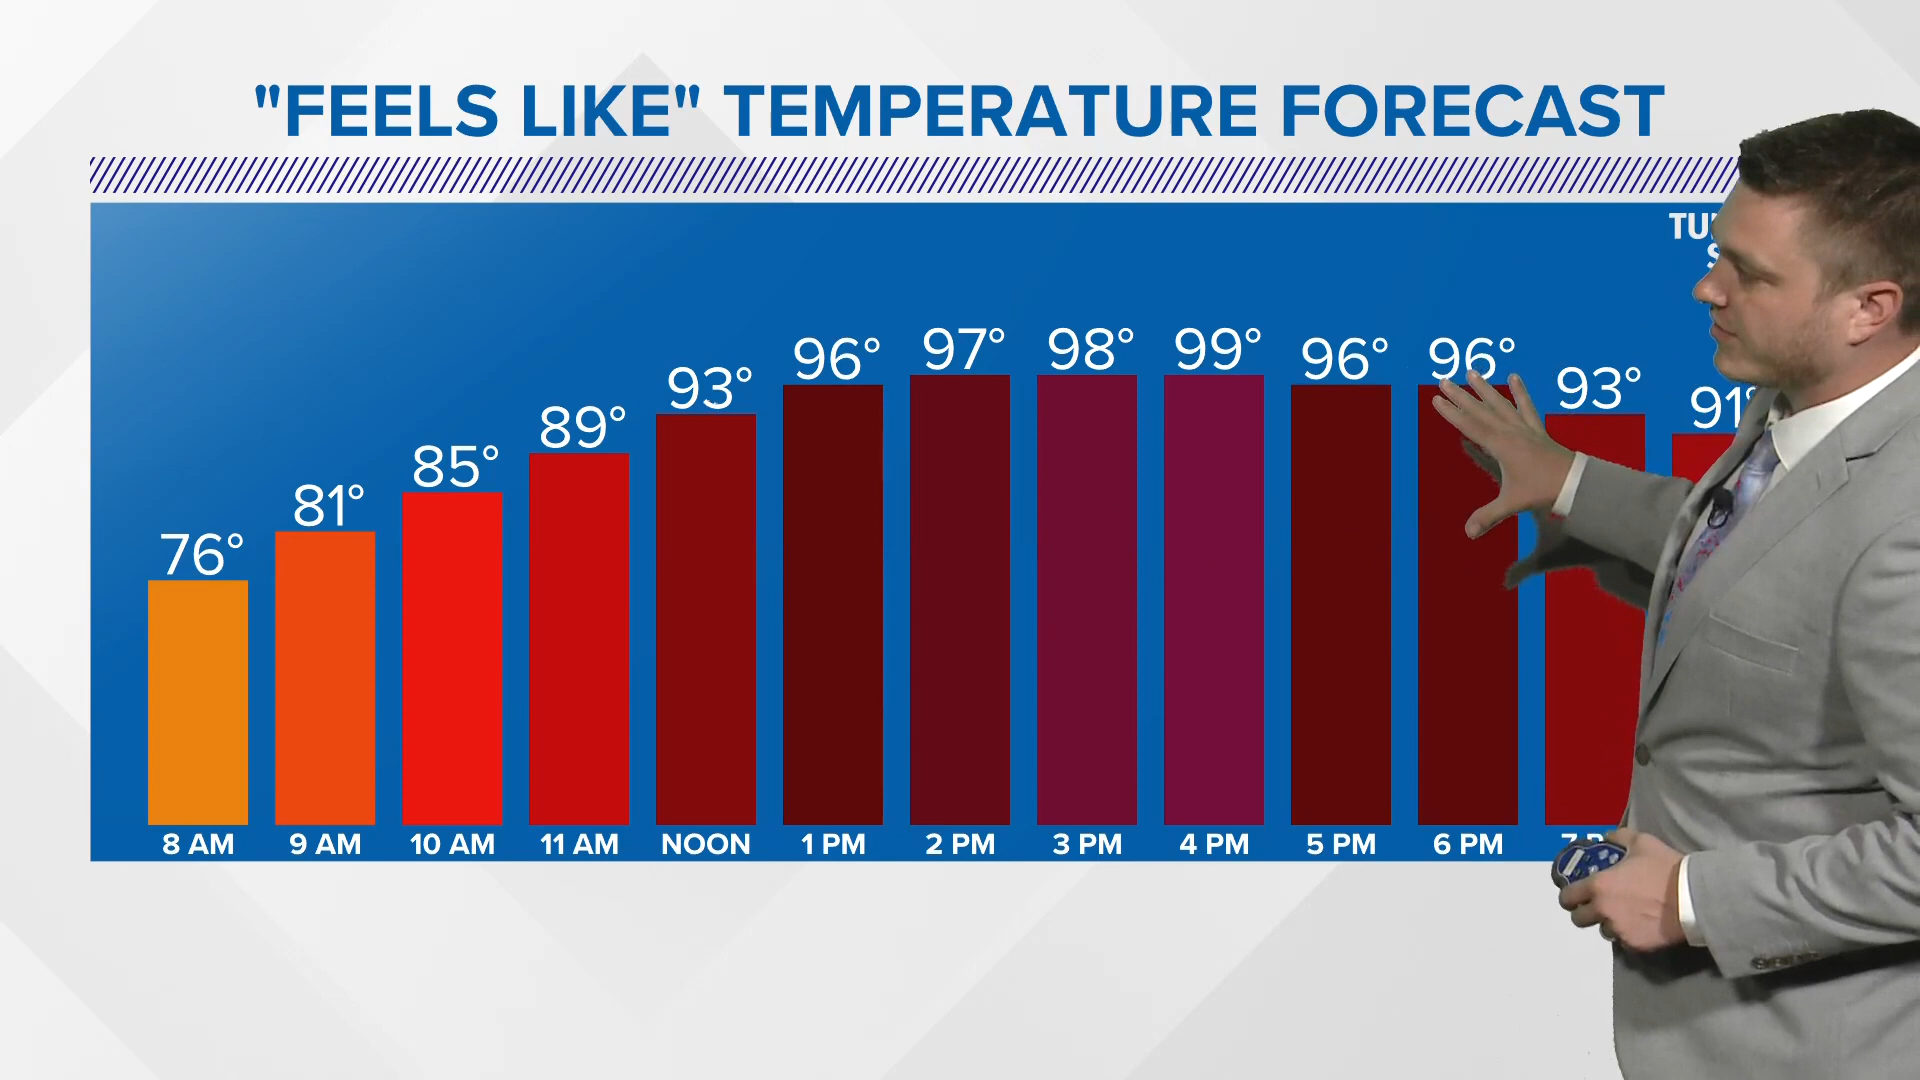 "FEELS LIKE" TEMPERATURE FORECAST
76° 81° 85° 89° 93° 96° 97° 98° 99° 96° 96° 93° 91°
8 AM 9 AM 10 AM 11 AM NOON 1 PM 2 PM 3 PM 4 PM 5 PM 6 PM